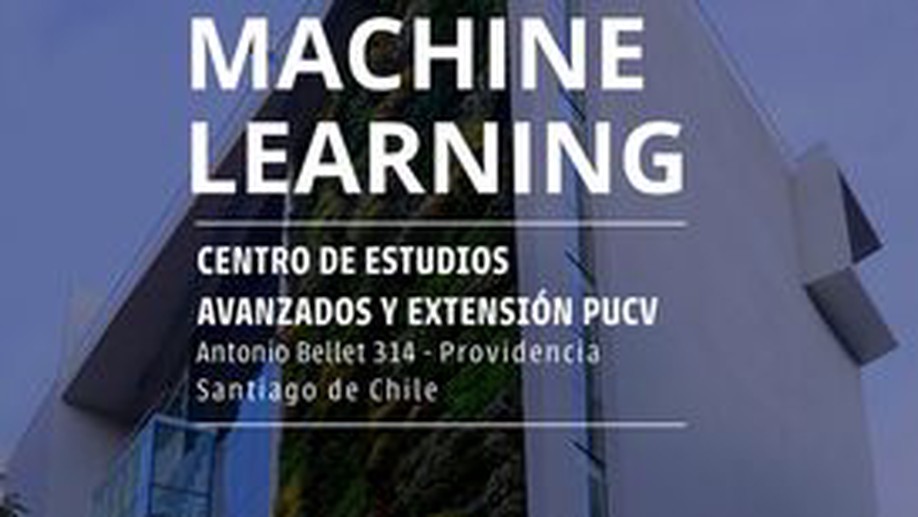 MACHINE
LEARNING
CENTRO DE ESTUDIOS
AVANZADOS Y EXTENSIÓN PUCV
Antonio Bellet 314 - Providencia
Santiago de Chile